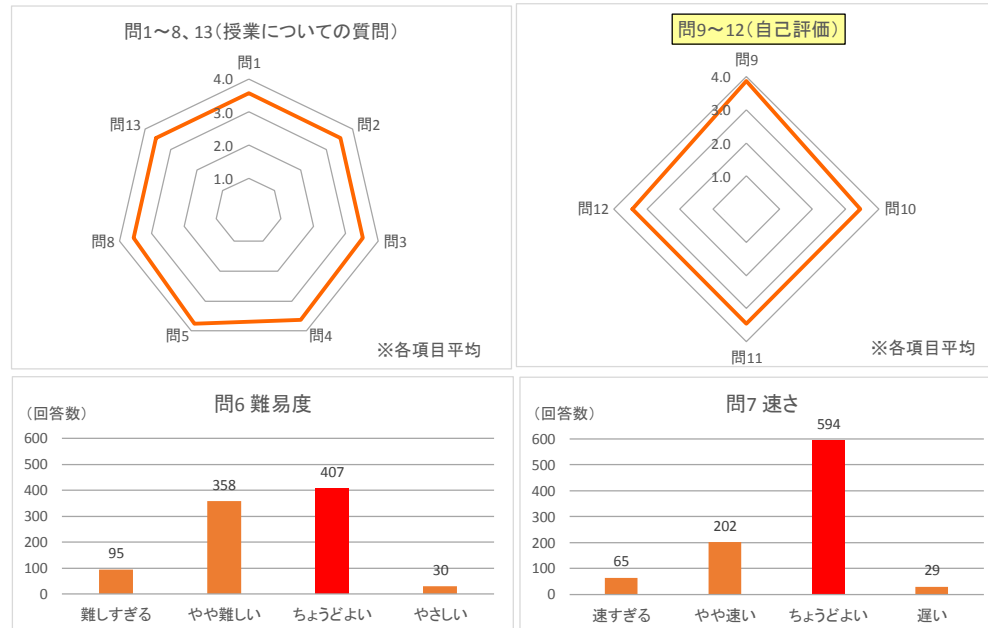 問1～8、13(授業についての質問)
問1
4.0
3.0
2.0
1.0
問2
問13
問3
問8
問4
問5
※各項目平均
問9～12(自己評価)
問9
4.0
3.0
2.0
1.0
問12
問10
問11
※各項目平均
問6 難易度
(回答数)
600
500
400
300
200
100
0
95
358
407
30
難しすぎる
やや難しい
ちょうどよい
やさしい
問7 速さ
(回答数)
600
500
400
300
200
100
0
65
202
594
29
速すぎる
やや速い
ちょうどよい
遅い